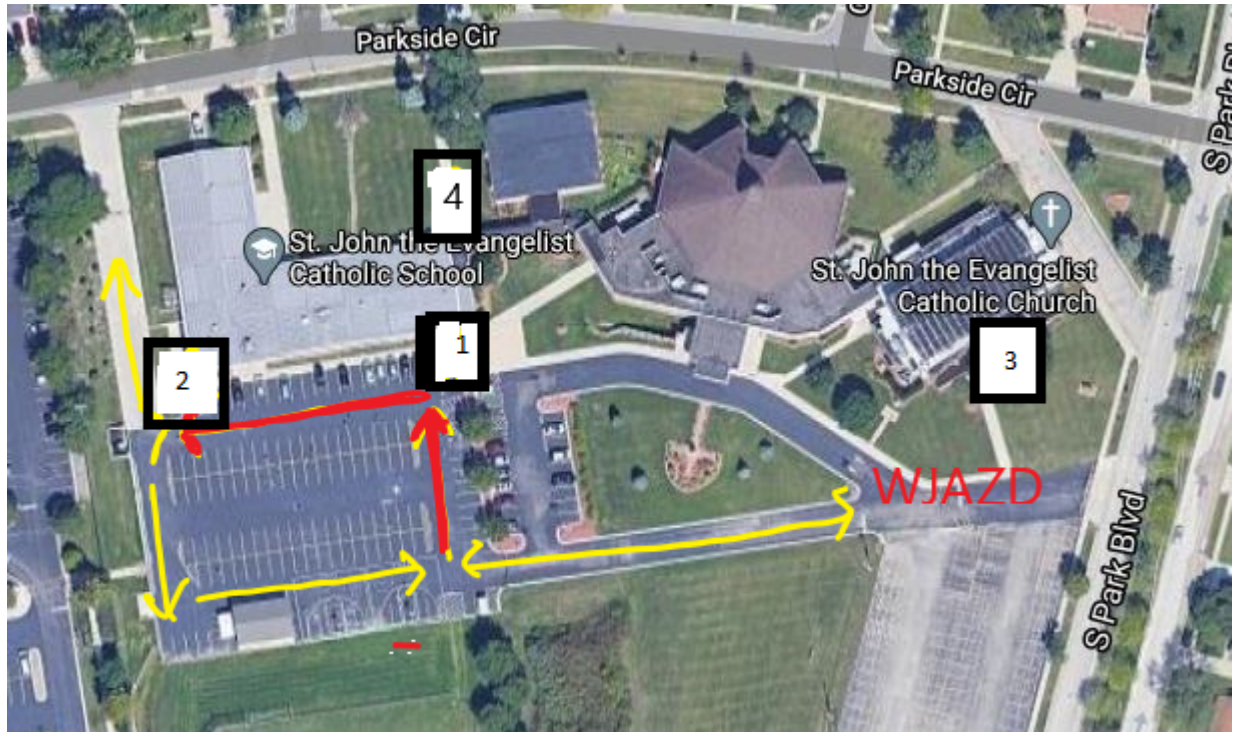 Parkside Cir
Parkside Cir
S Park
4
St. John the Evangelist
Catholic School
St. John the Evangelist
Catholic Church
1
2
3
WJAZD
S Park Blvd